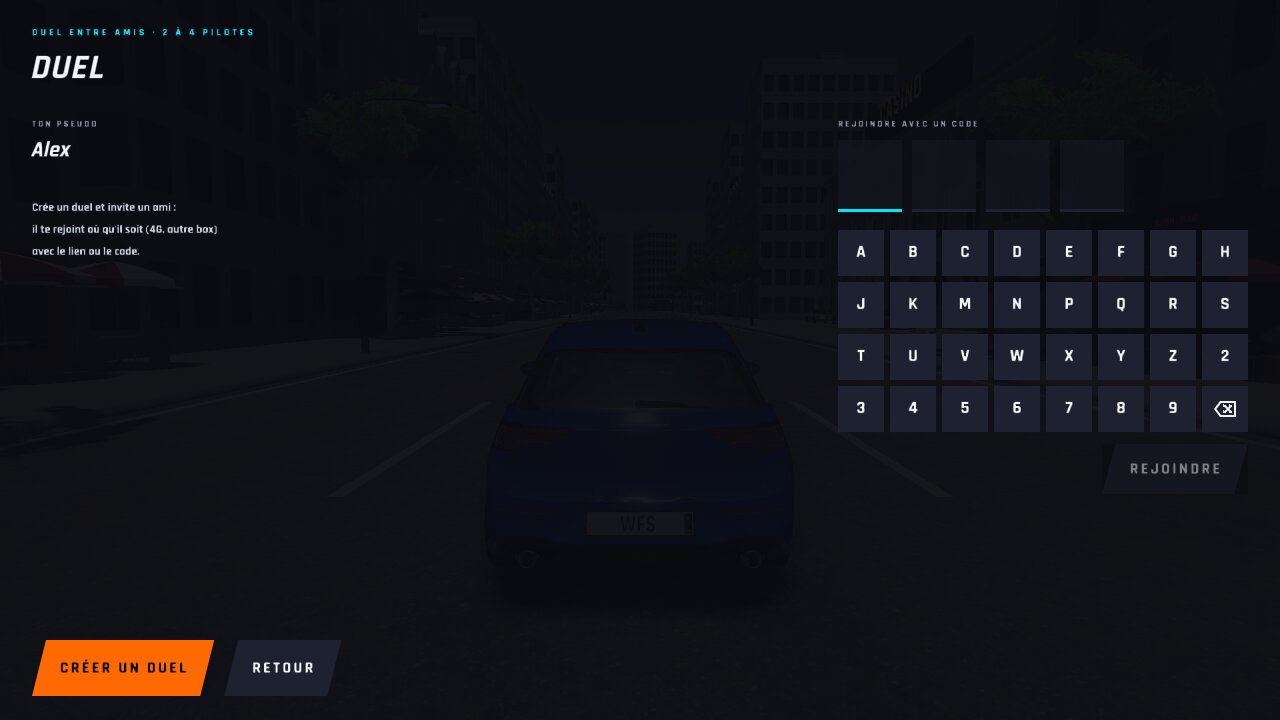 DUEL ENTRE AMIS · 2 À 4 PILOTES
DUEL
TON PSEUDO
Alex
Crée un duel et invite un ami :
il te rejoint où qu'il soit (4G, autre box)
avec le lien ou le code.
REJOINDRE AVEC UN CODE
A B C D E F G H
J K M N P Q R S
T U V W X Y Z 2
3 4 5 6 7 8 9
REJOINDRE
CASINO
WFS
CRÉER UN DUEL
RETOUR